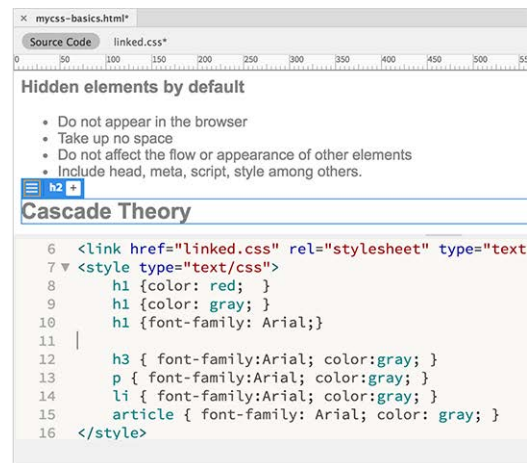 × mycss-basics.html*
Source Code linked.css*
0 50 100 150 200 250 300 350 400 450 500
Hidden elements by default
• Do not appear in the browser
• Take up no space
• Do not affect the flow or appearance of other elements
• Include head, meta, script, style among others.
h2 +
Cascade Theory
6 <link href="linked.css" rel="stylesheet" type="text
7 ▼ <style type="text/css">
8 h1 {color: red; }
9 h1 {color: gray; }
10 h1 {font-family: Arial;}
11
12 h3 { font-family:Arial; color:gray; }
13 p { font-family:Arial; color:gray; }
14 li { font-family:Arial; color:gray; }
15 article { font-family: Arial; color: gray; }
16 </style>